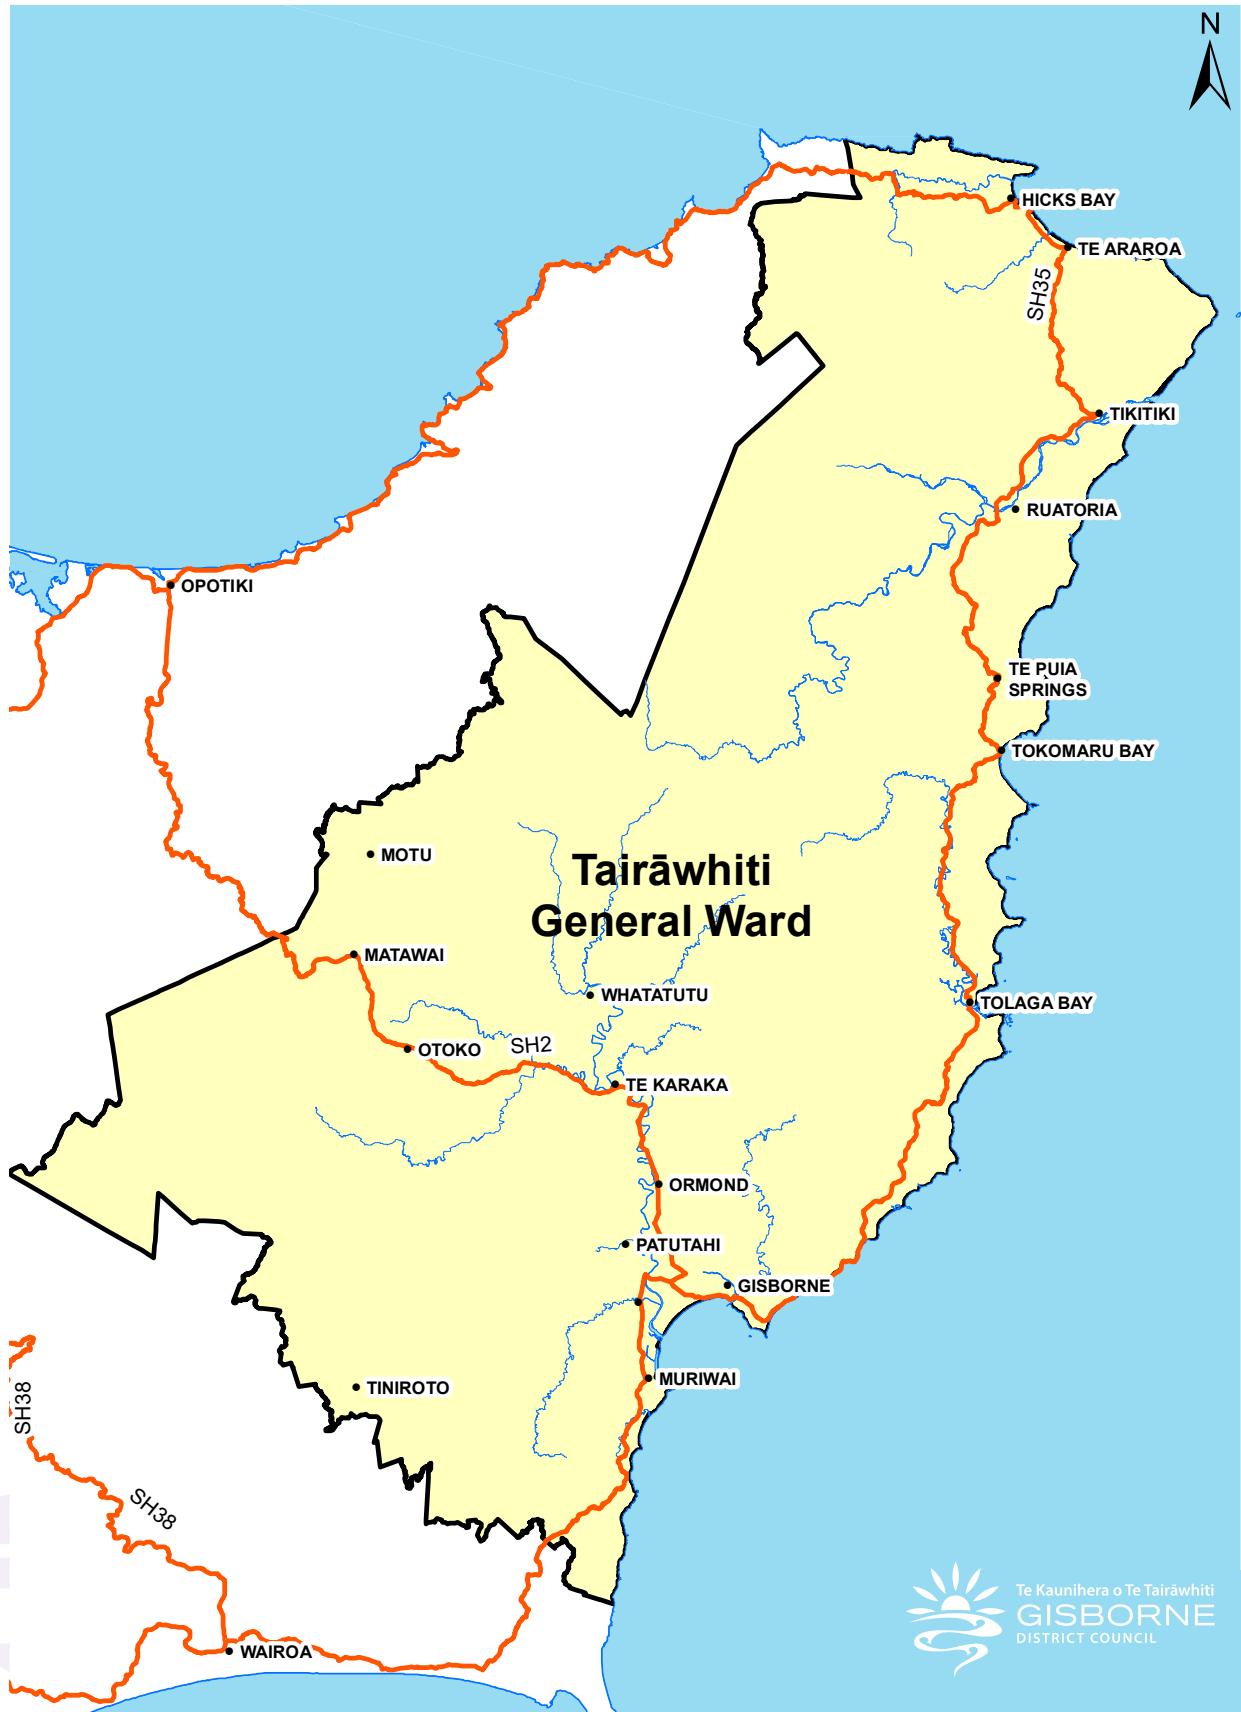 N
HICKS BAY
TE ARAROA
SH35
TIKITIKI
RUATORIA
OPOTIKI
TE PUIA
SPRINGS
TOKOMARU BAY
MOTU
Tairāwhiti
General Ward
MATAWAI
WHATATUTU
TOLAGA BAY
OTOKO
SH2
TE KARAKA
ORMOND
PATUTAHI
GISBORNE
MURIWAI
TINIROTO
SH38
SH38
WAIROA
Te Kaunihera o Te Tairāwhiti
GISBORNE
DISTRICT COUNCIL